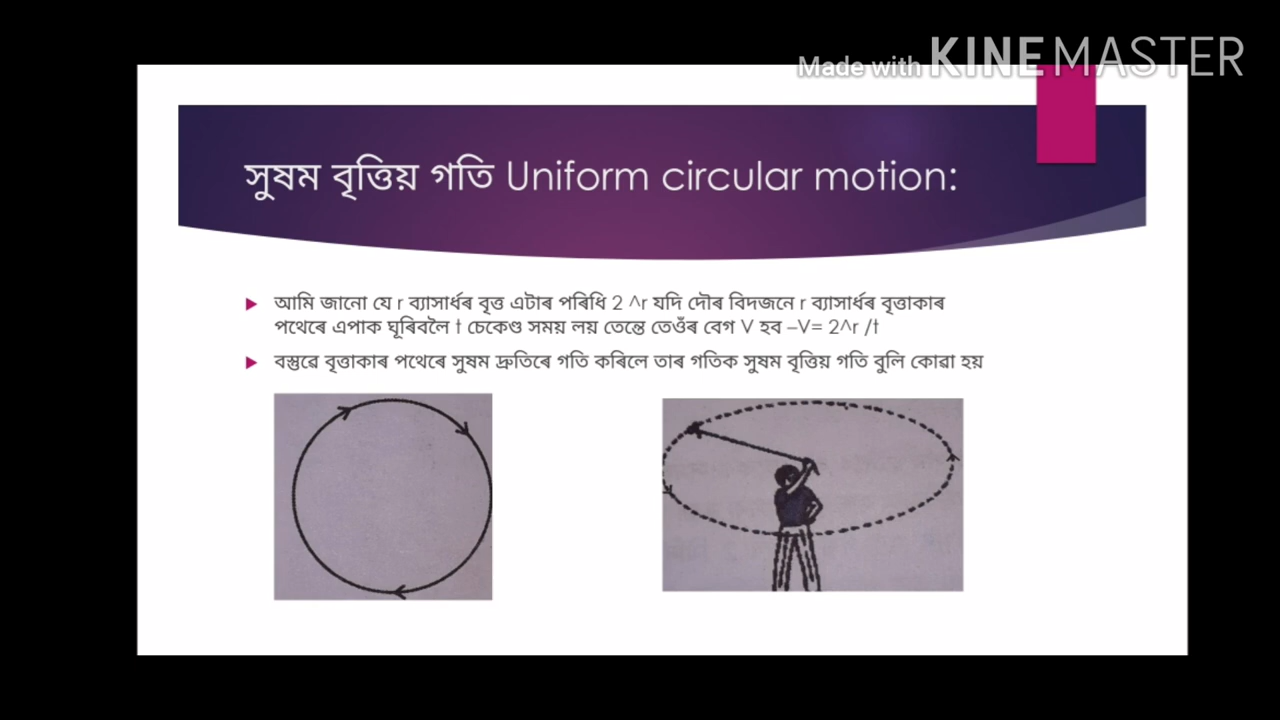 Made with KINEMASTER
সুষম বৃত্তিয় গতি Uniform circular motion:
আমি জানো যে r ব্যাসাৰ্ধৰ বৃত্ত এটাৰ পৰিধি 2 ^r যদি দৌৰ বিদজনে r ব্যাসাৰ্ধৰ বৃত্তাকাৰ
পথেৰে এপাক ঘূৰিবলৈ t চেকেণ্ড সময় লয় তেন্তে তেওঁৰ বেগ V হব –V= 2^r /t
বস্তুৱে বৃত্তাকাৰ পথেৰে সুষম দ্ৰুতিৰে গতি কৰিলে তাৰ গতিক সুষম বৃত্তিয় গতি বুলি কোৱা হয়